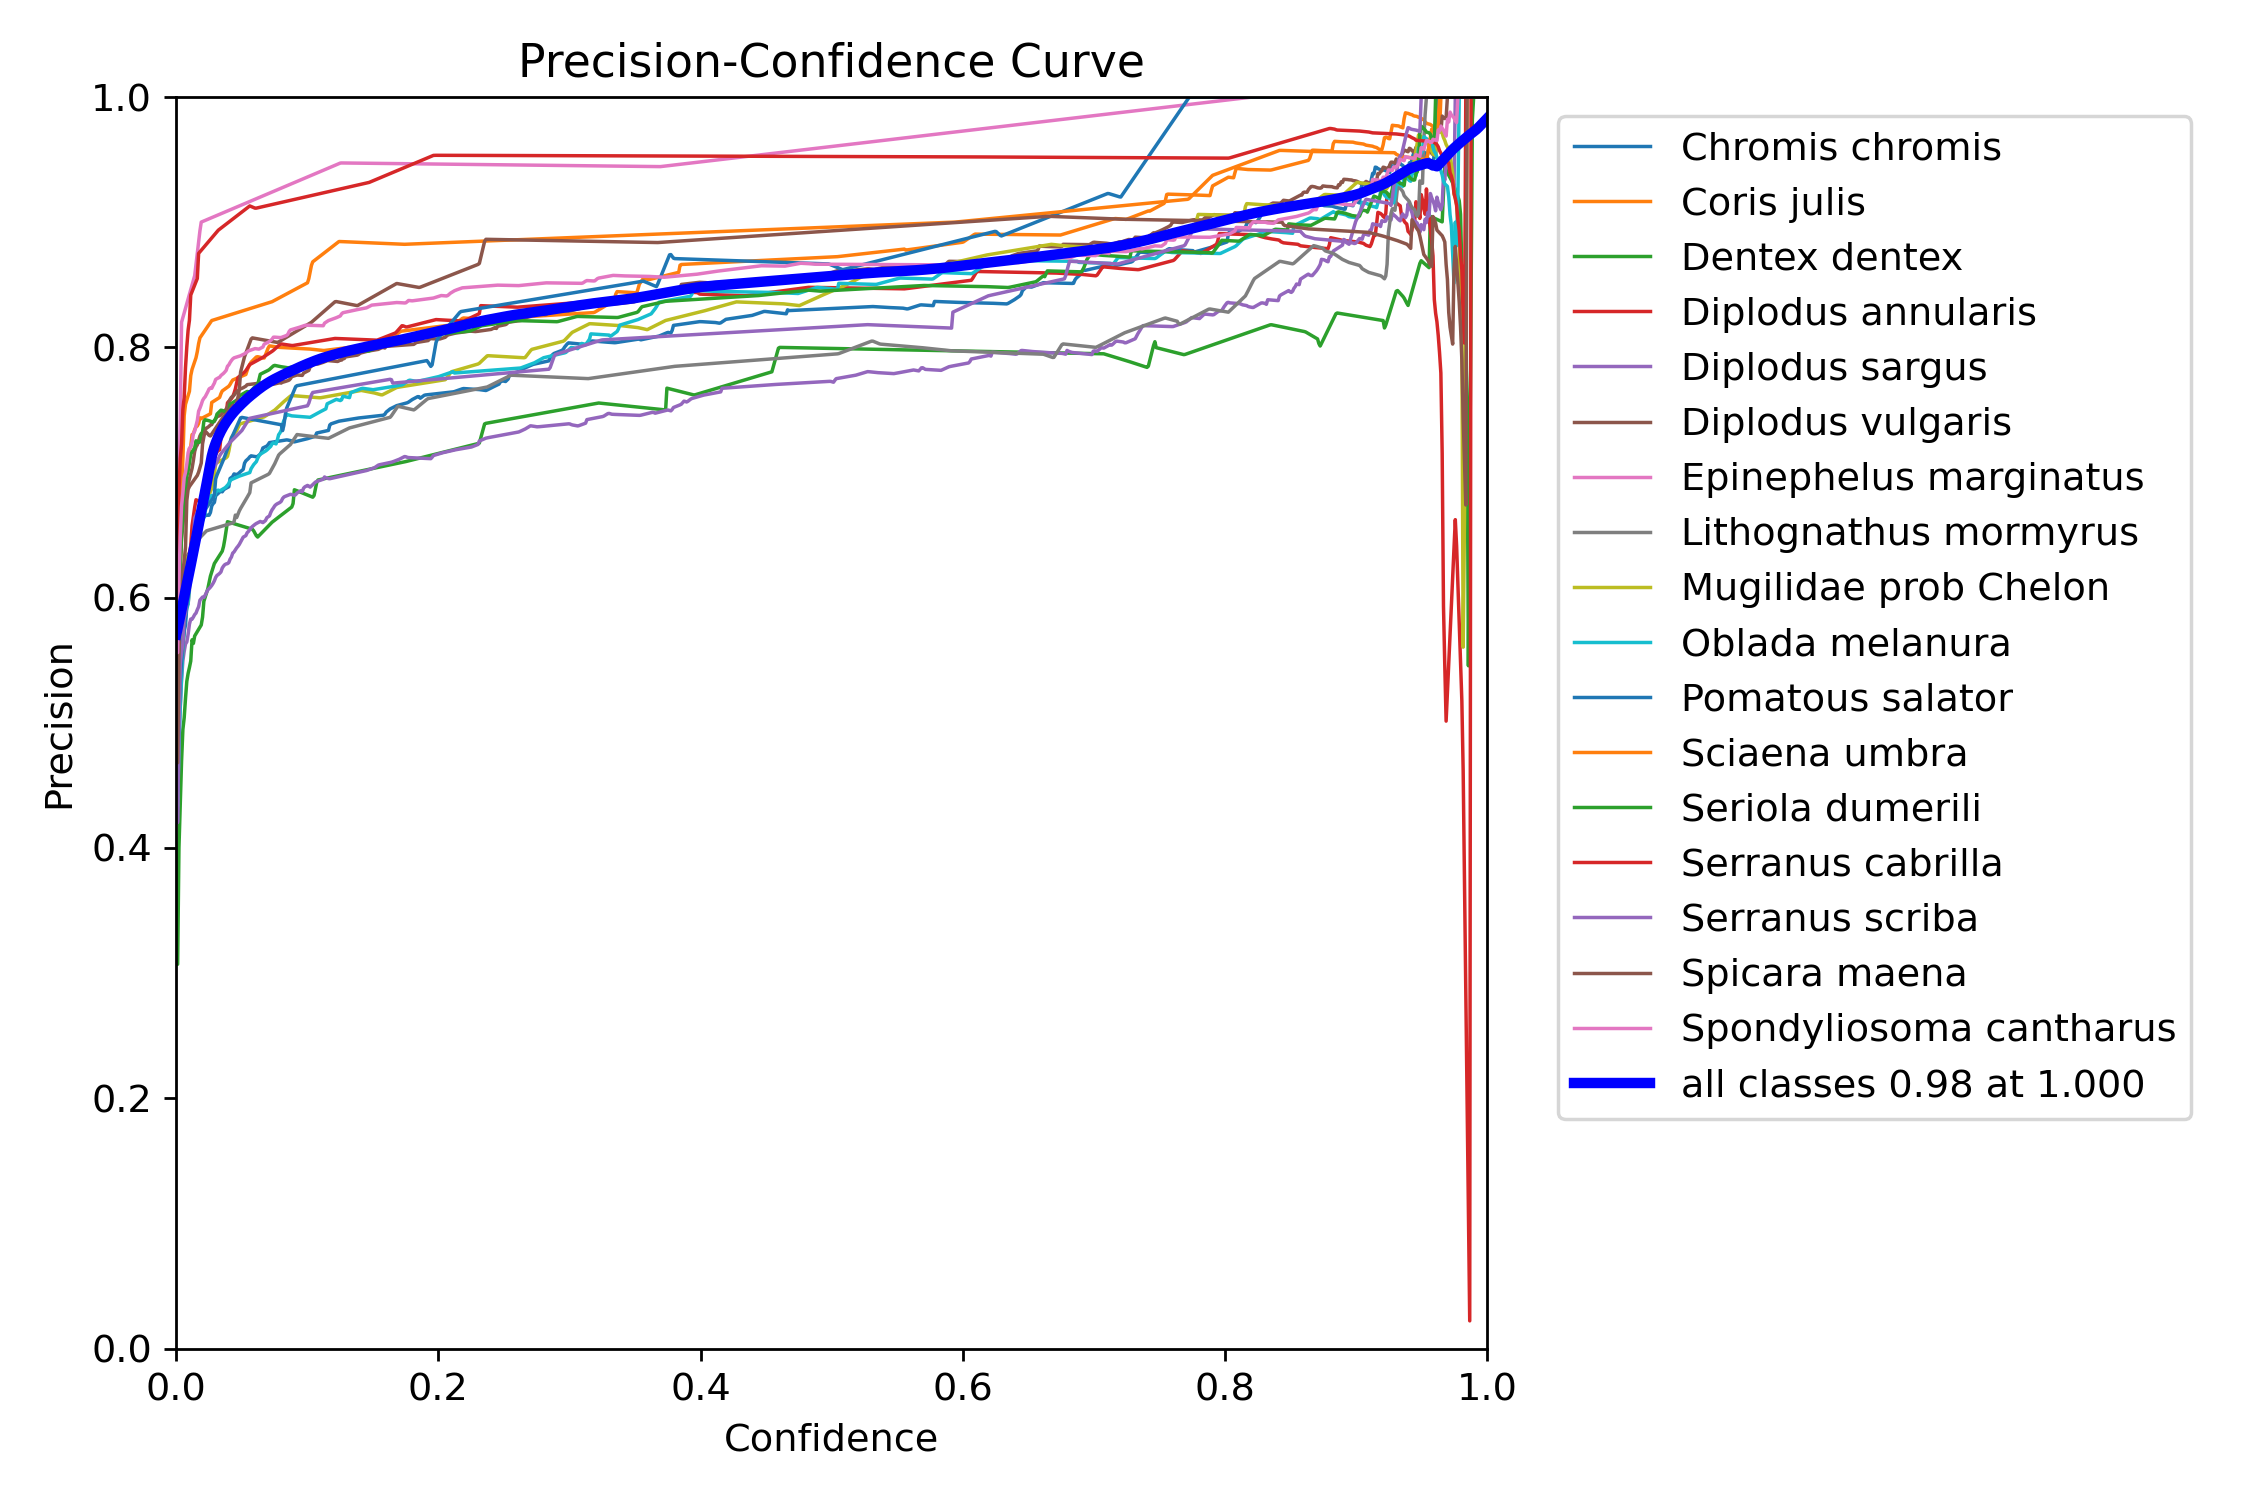 Precision-Confidence Curve
1.0
0.8
0.6
0.4
0.2
0.0
Precision
0.0 0.2 0.4 0.6 0.8 1.0
Confidence
Chromis chromis
Coris julis
Dentex dentex
Diplodus annularis
Diplodus sargus
Diplodus vulgaris
Epinephelus marginatus
Lithognathus mormyrus
Mugilidae prob Chelon
Oblada melanura
Pomatous salator
Sciaena umbra
Seriola dumerili
Serranus cabrilla
Serranus scriba
Spicara maena
Spondyliosoma cantharus
all classes 0.98 at 1.000